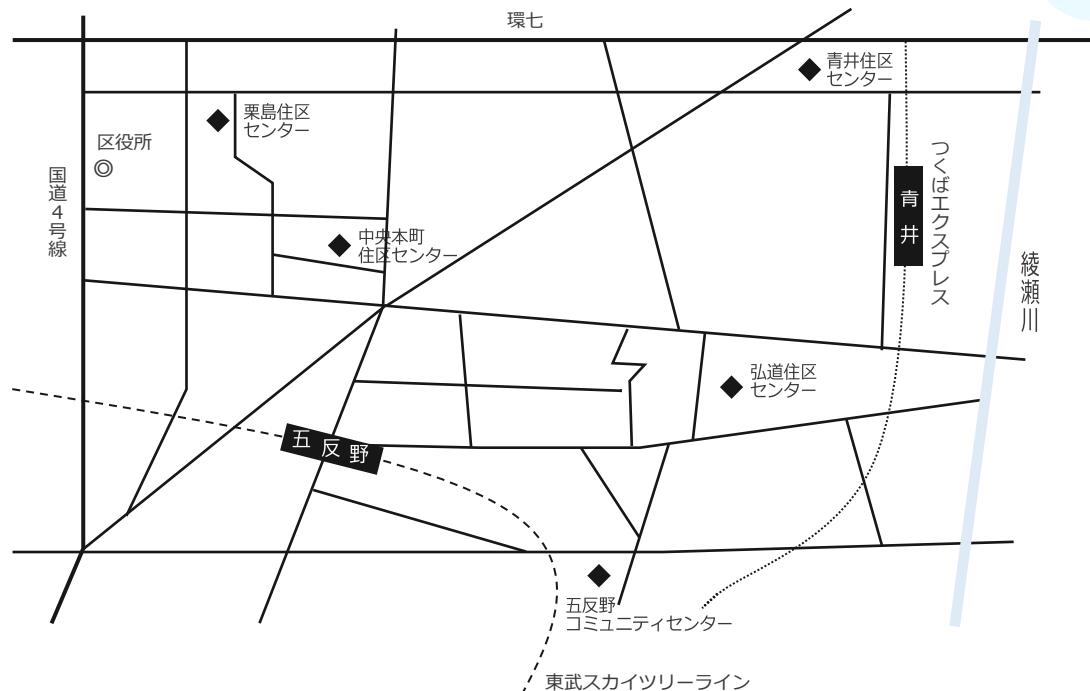 環七
青井住区
センター
栗島住区
センター
区役所
国道4号線
つくばエクスプレス
青井
中央本町
住区センター
綾瀬川
弘道住区
センター
五反野
五反野
コミュニティセンター
東武スカイツリーライン